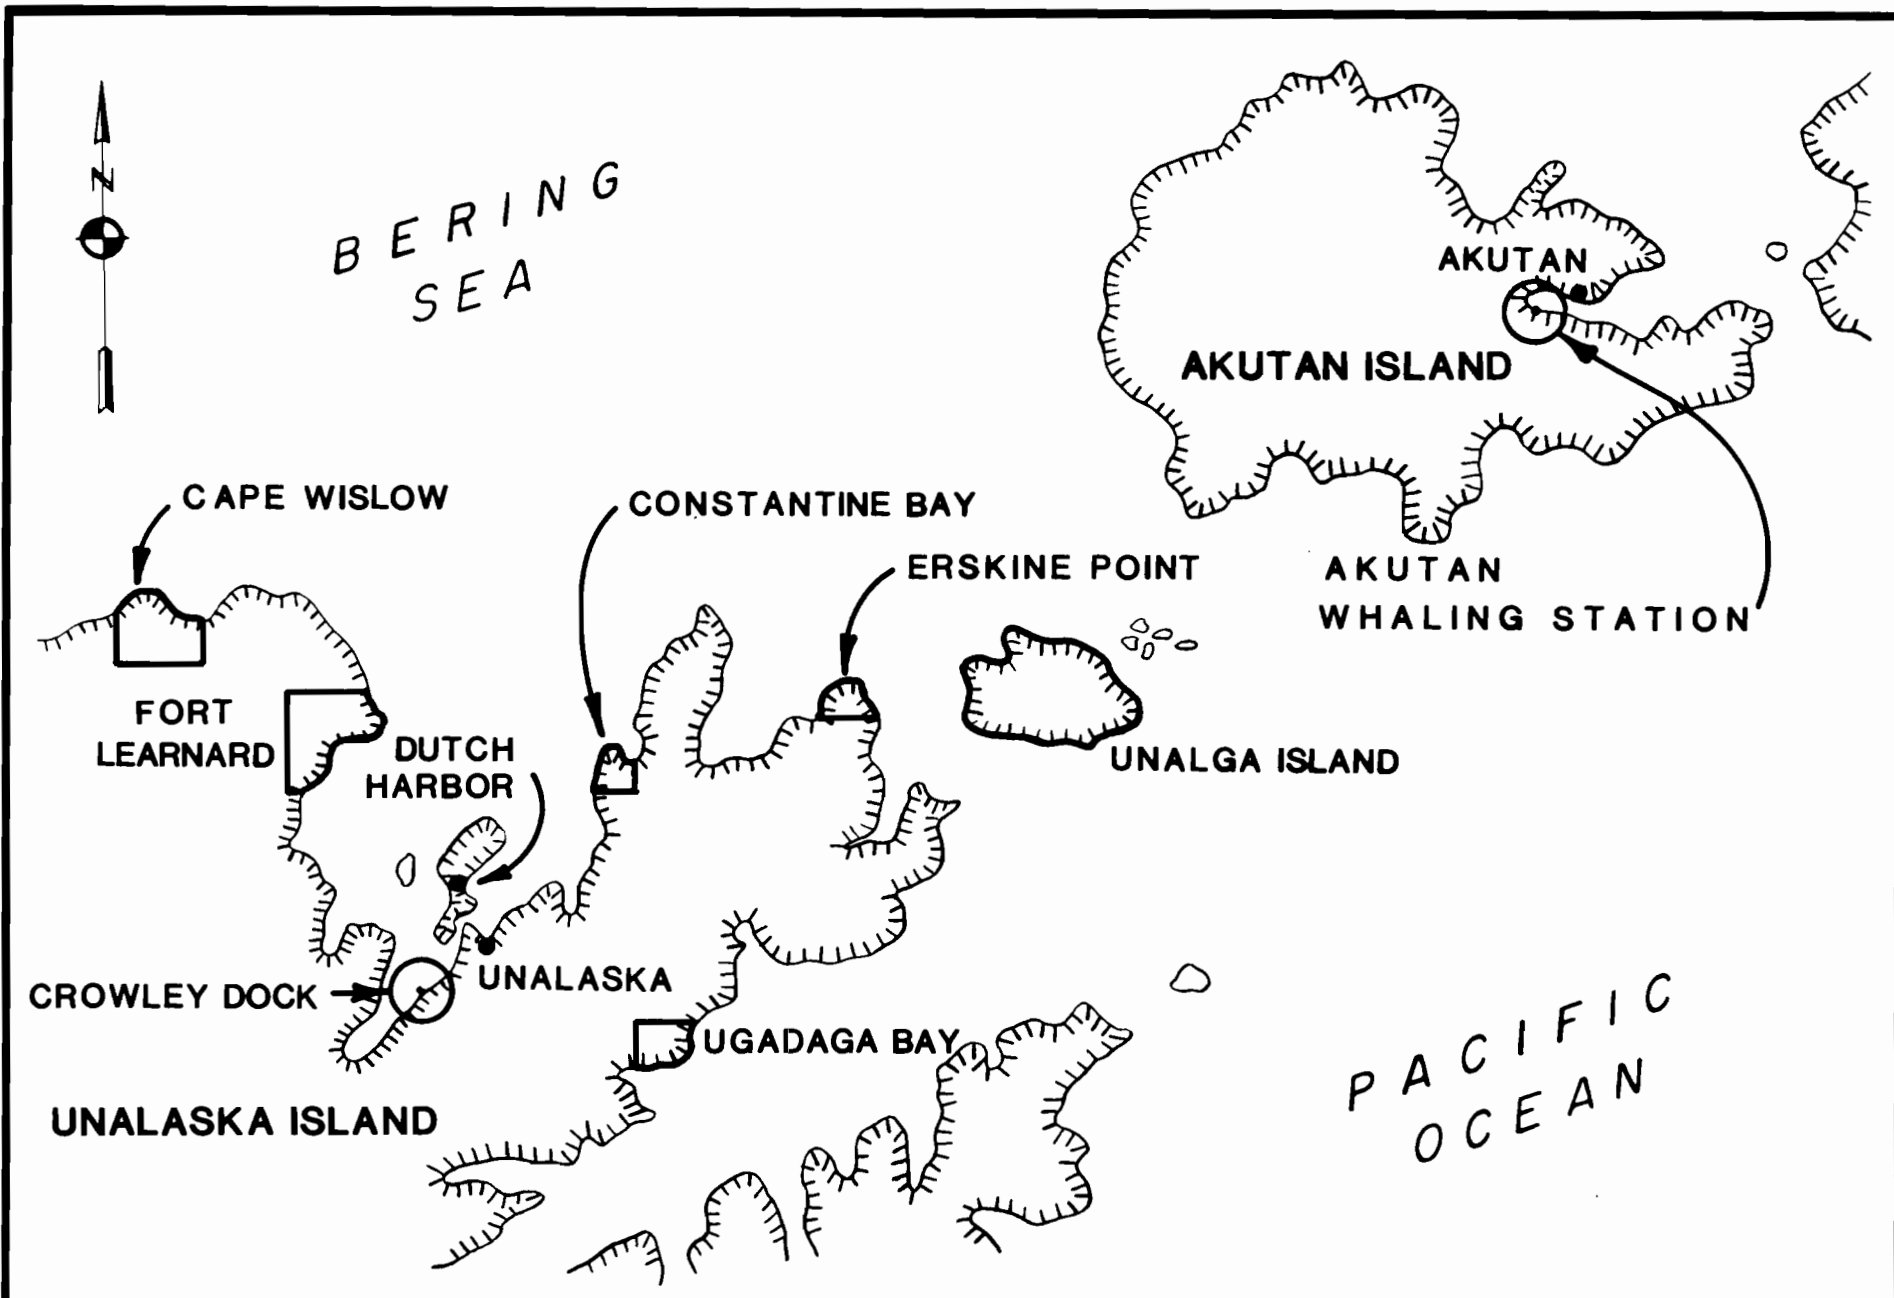 N
BERING
SEA
AKUTAN
AKUTAN ISLAND
CAPE WISLOW
CONSTANTINE BAY
ERSKINE POINT
AKUTAN
WHALING STATION
FORT
LEARNARD
DUTCH
HARBOR
UNALGA ISLAND
CROWLEY DOCK
UNALASKA
UGADAGA BAY
UNALASKA ISLAND
PACIFIC
OCEAN